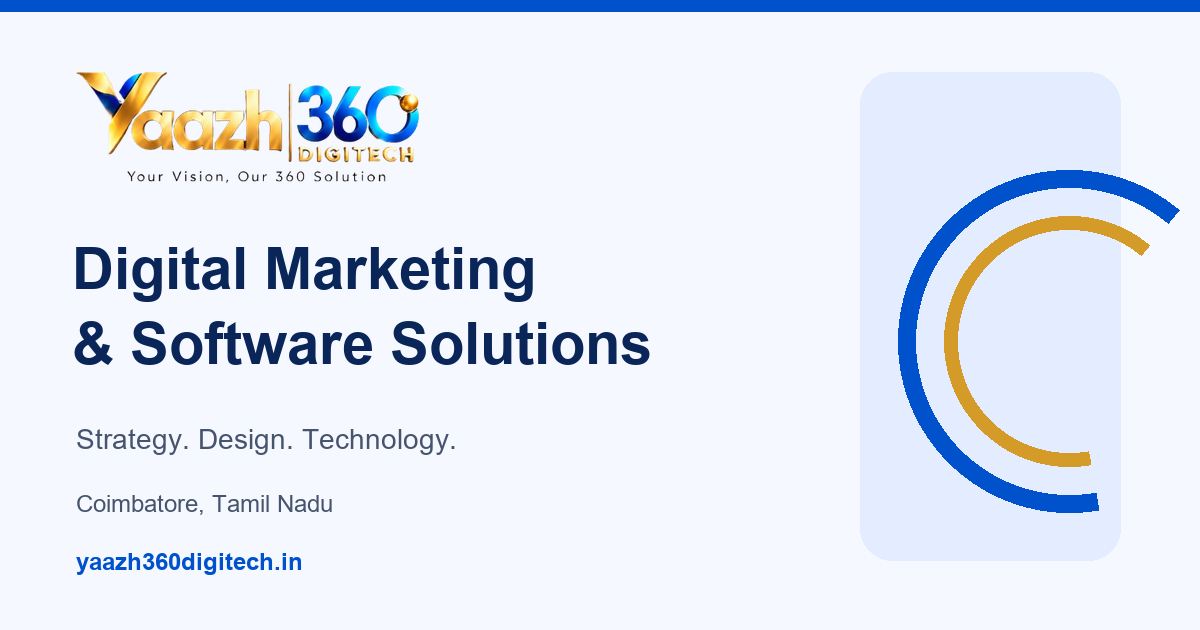 Yaazh 360
DIGITECH
Your Vision, Our 360 Solution
Digital Marketing
& Software Solutions
Strategy. Design. Technology.
Coimbatore, Tamil Nadu
yaazh360digitech.in